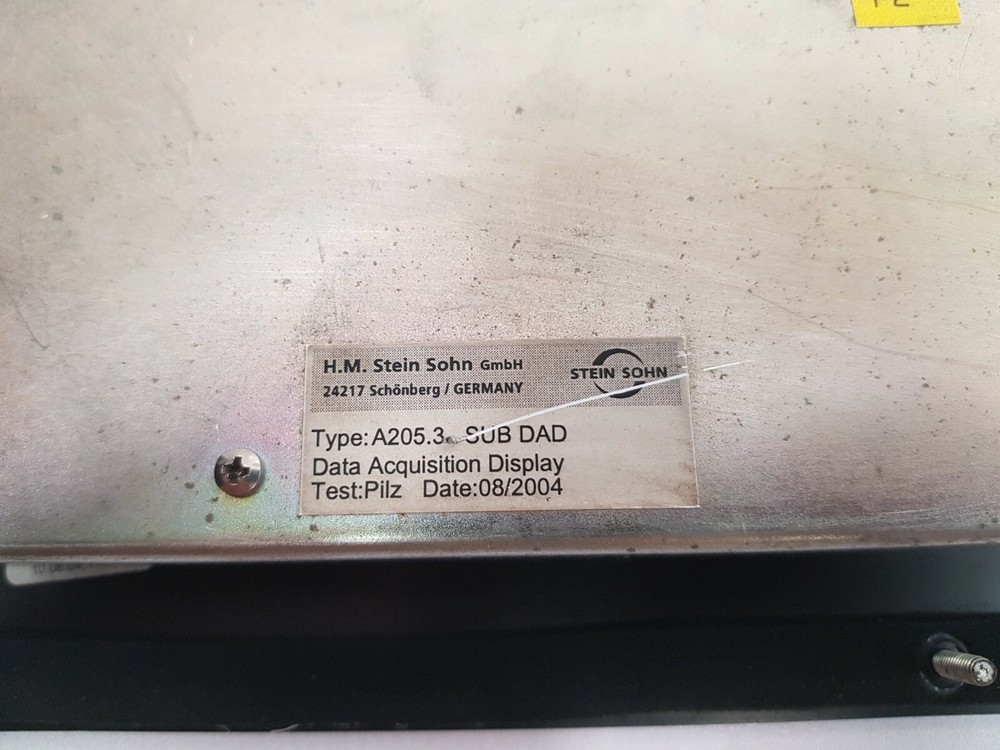 H.M. Stein Sohn GmbH
24217 Schönberg / GERMANY
STEIN SOHN
Type:A205.3. SUB DAD
Data Acquisition Display
Test:Pilz Date:08/2004